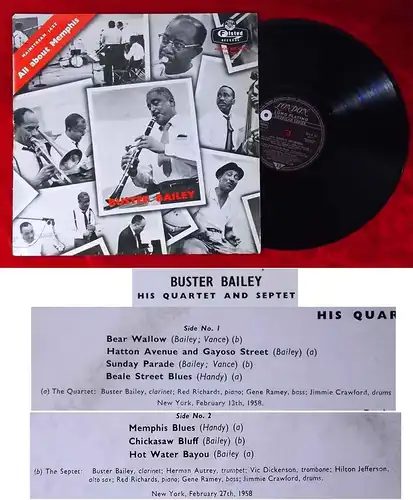 MAINSTREAM JAZZ
All about Memphis
Felsted
RECORDS
BUSTER BAILEY
LONDON
LONG PLAYING
BUSTER BAILEY
HIS QUARTET AND SEPTET
HIS QUAR
Side No. 1
Bear Wallow (Bailey; Vance) (b)
Hatton Avenue and Gayoso Street (Bailey) (a)
Sunday Parade (Bailey; Vance) (b)
Beale Street Blues (Handy) (a)
(a) The Quartet: Buster Bailey, clarinet; Red Richards, piano; Gene Ramey, bass; Jimmie Crawford, drums
New York, February 13th, 1958.
Side No. 2
Memphis Blues (Handy) (a)
Chickasaw Bluff (Bailey) (b)
Hot Water Bayou (Bailey) (a)
(b) The Septet: Buster Bailey, clarinet; Herman Autrey, trumpet; Vic Dickenson, trombone; Hilton Jefferson,
alto sax; Red Richards, piano; Gene Ramey, bass; Jimmie Crawford, drums.
New York, February 27th, 1958